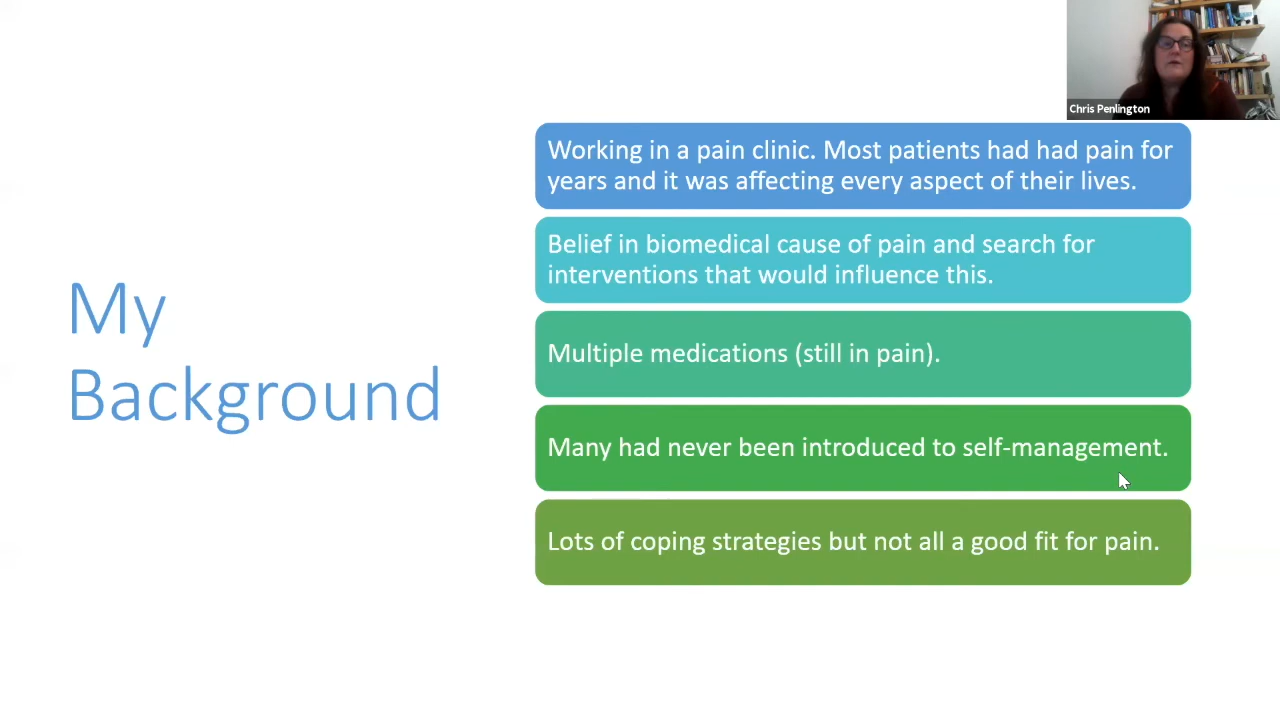 Chris Penlington
My
Background
Working in a pain clinic. Most patients had had pain for
years and it was affecting every aspect of their lives.
Belief in biomedical cause of pain and search for
interventions that would influence this.
Multiple medications (still in pain).
Many had never been introduced to self-management.
Lots of coping strategies but not all a good fit for pain.